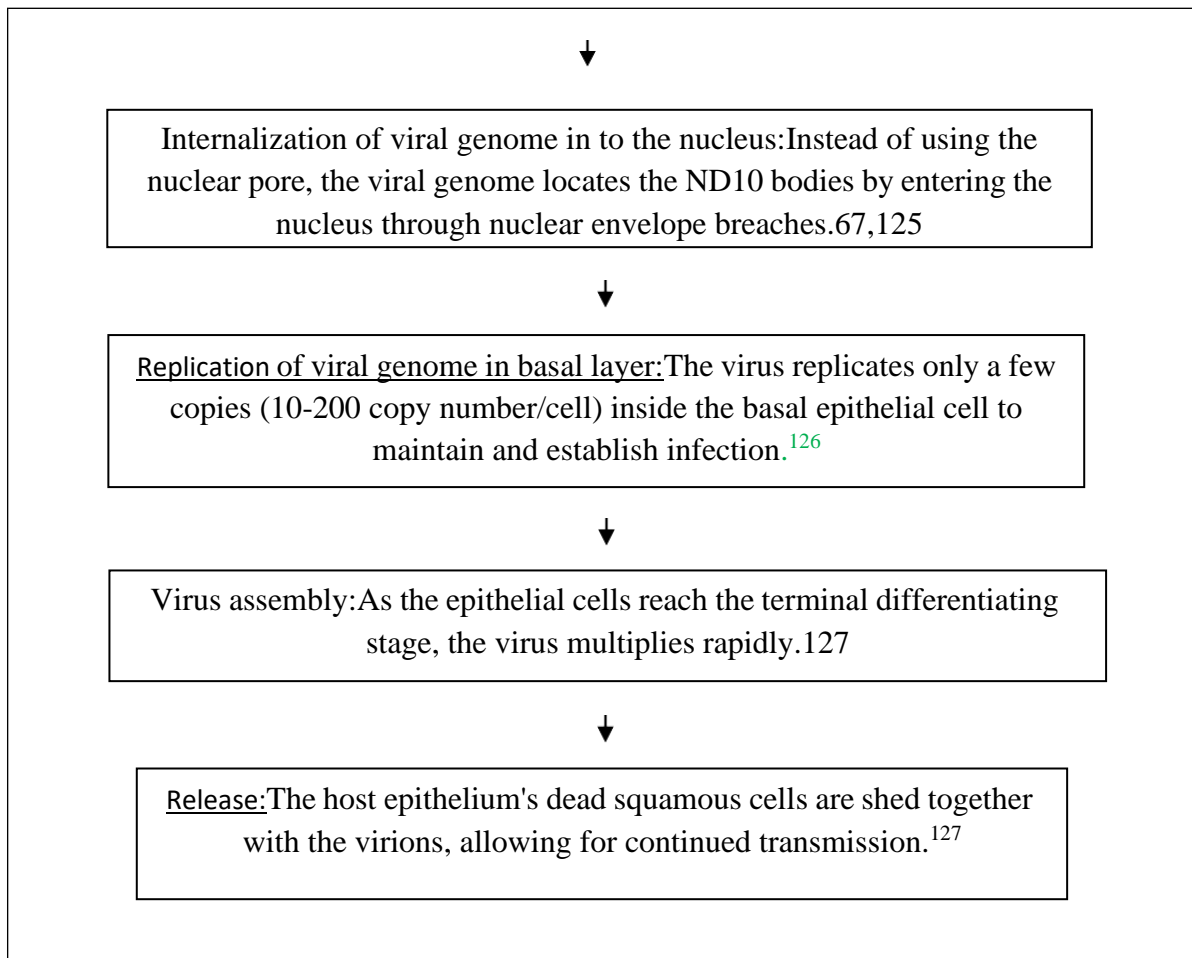 Internalization of viral genome in to the nucleus:Instead of using the
nuclear pore, the viral genome locates the ND10 bodies by entering the
nucleus through nuclear envelope breaches.67,125
Replication of viral genome in basal layer:The virus replicates only a few
copies (10-200 copy number/cell) inside the basal epithelial cell to
maintain and establish infection.126
Virus assembly:As the epithelial cells reach the terminal differentiating
stage, the virus multiplies rapidly.127
Release:The host epithelium's dead squamous cells are shed together
with the virions, allowing for continued transmission.127